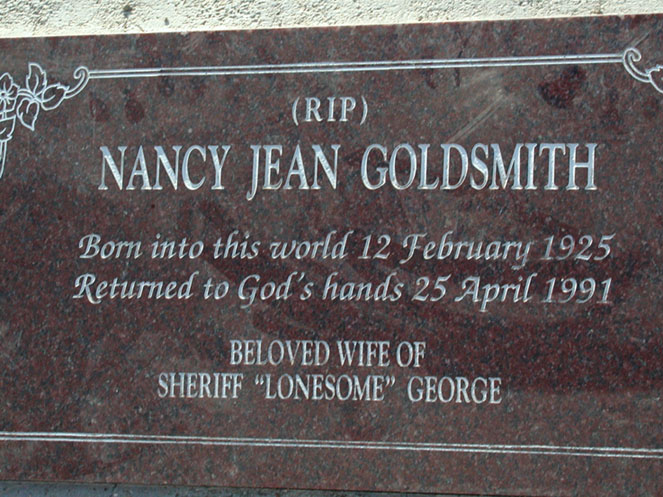 (RIP)
NANCY JEAN GOLDSMITH
Born into this world 12 February 1925
Returned to God's hands 25 April 1991
BELOVED WIFE OF
SHERIFF "LONESOME" GEORGE